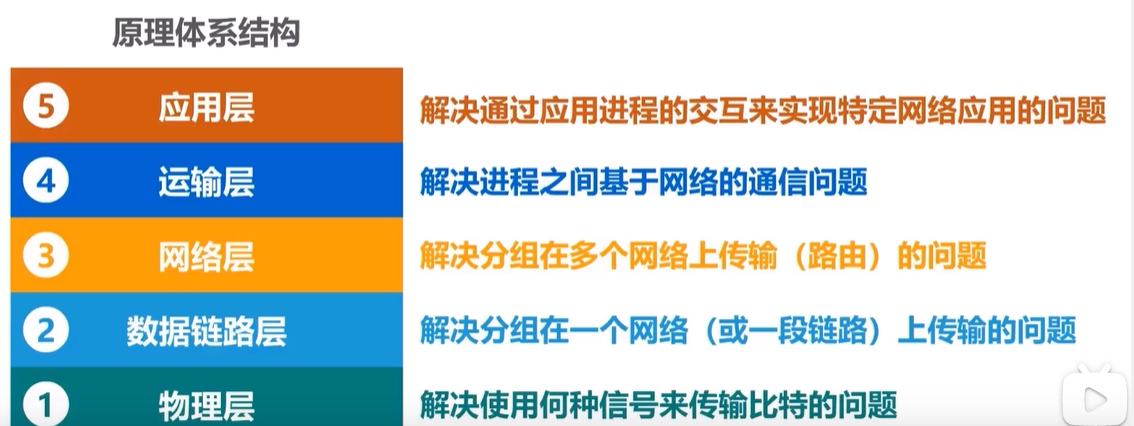 原理体系结构
5 应用层 解决通过应用进程的交互来实现特定网络应用的问题
4 运输层 解决进程之间基于网络的通信问题
3 网络层 解决分组在多个网络上传输（路由）的问题
2 数据链路层 解决分组在一个网络（或一段链路）上传输的问题
1 物理层 解决使用何种信号来传输比特的问题